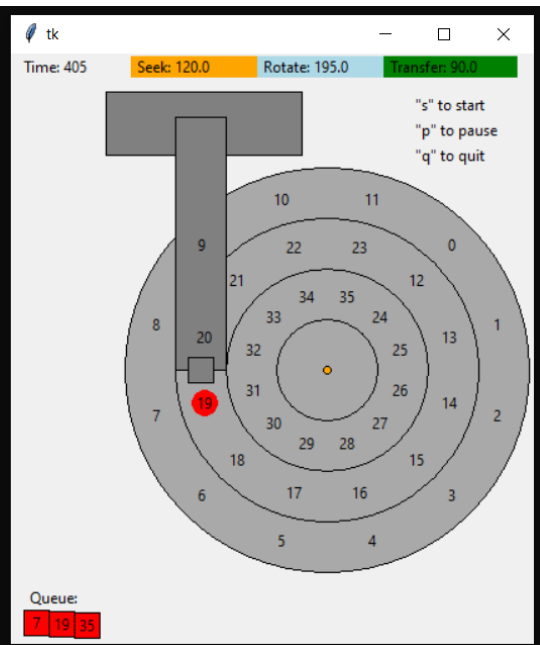 tk
Time: 405 Seek: 120.0 Rotate: 195.0 Transfer: 90.0
"s" to start
"p" to pause
"q" to quit
10 11
9 22 23 0
21 12
34 35
8 33 24 1
20 13
32 25
31 26
19 14
7 30 27 2
29 28
18 15
6 17 16 3
5 4
Queue:
7 19 35